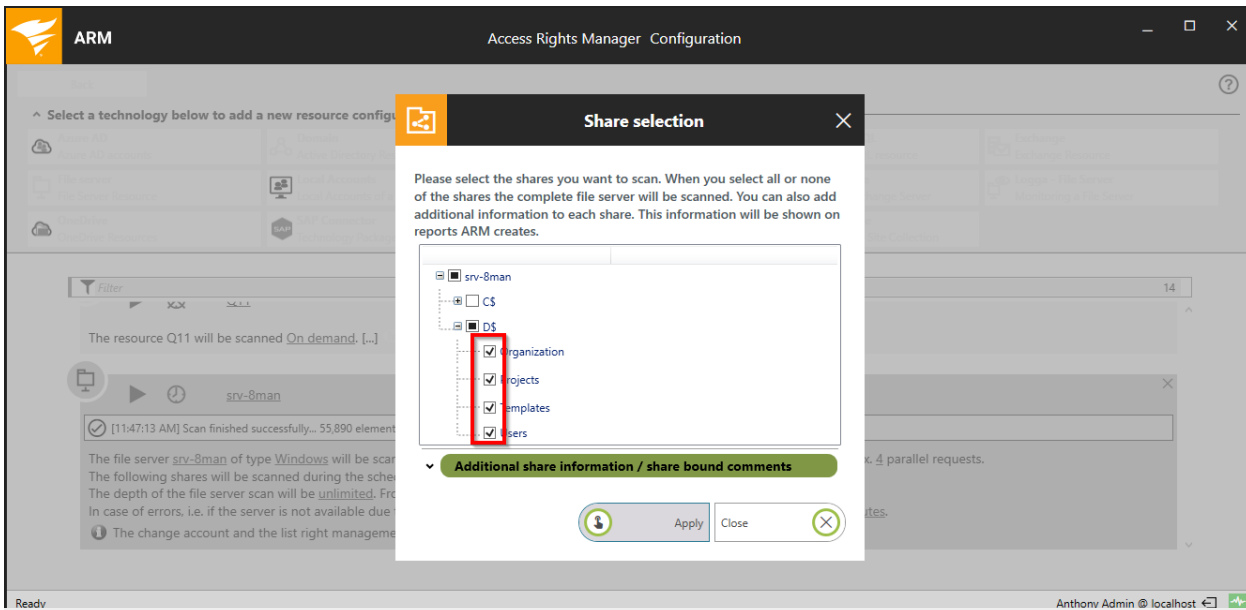 ARM
Access Rights Manager Configuration
^ Select a technology below to add a new resource configu
Share selection
Please select the shares you want to scan. When you select all or none
of the shares the complete file server will be scanned. You can also add
additional information to each share. This information will be shown on
reports ARM creates.
SAP
srv-8man
C$
D$
Organization
Projects
Templates
Users
Additional share information / share bound comments
Apply
Close
Filter
14
Q11
The resource Q11 will be scanned On demand. [...]
srv-8man
[11:47:13 AM] Scan finished successfully... 55,890 element
The file server srv-8man of type Windows will be scar
x. 4 parallel requests.
The following shares will be scanned during the sche
The depth of the file server scan will be unlimited. Fro
In case of errors, i.e. if the server is not available due
utes.
The change account and the list right manageme
Ready
Anthony Admin @ localhost